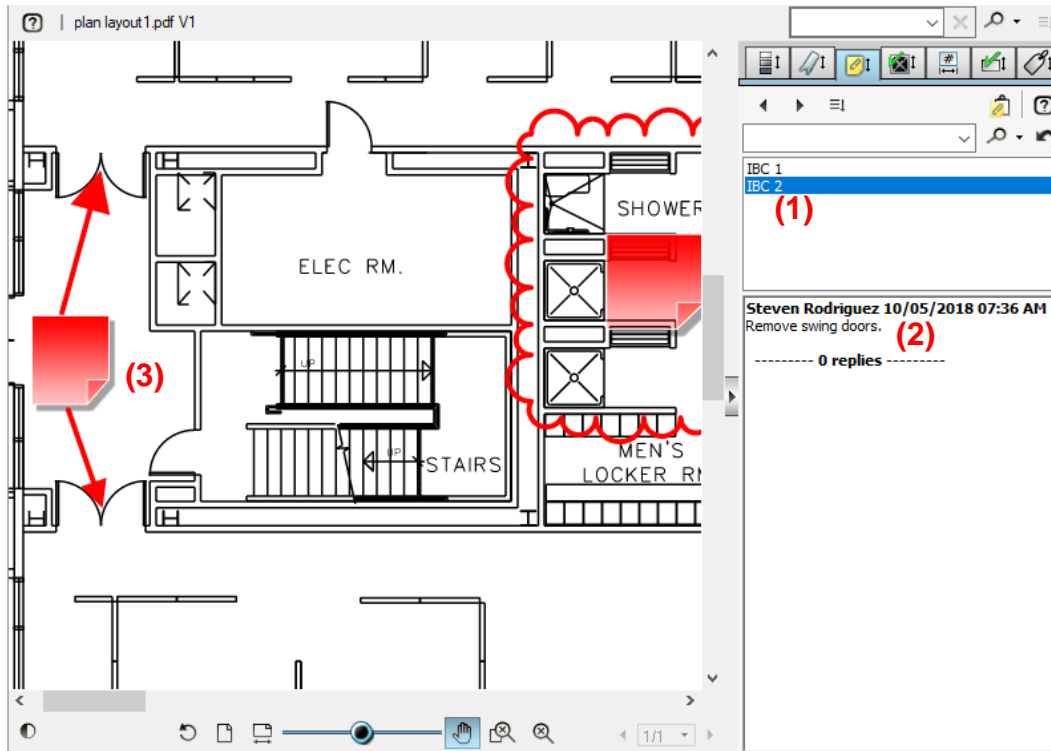 plan layout1.pdf V1
IBC 1
IBC 2
(1)
SHOWER
ELEC RM.
Steven Rodriguez 10/05/2018 07:36 AM
Remove swing doors.
(2)
--------- 0 replies ---------
UP
(3)
UP
STAIRS
MEN'S
LOCKER RM
1/1